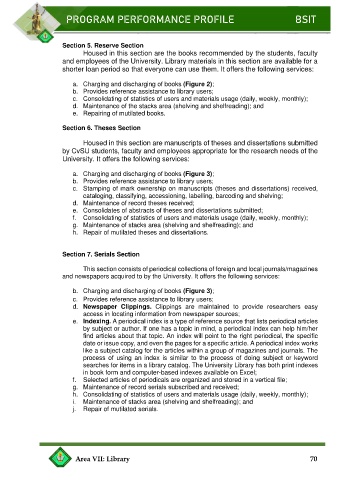 PROGRAM PERFORMANCE PROFILE BSIT
Section 5. Reserve Section
Housed in this section are the books recommended by the students, faculty
and employees of the University. Library materials in this section are available for a
shorter loan period so that everyone can use them. It offers the following services:
a. Charging and discharging of books (Figure 2);
b. Provides reference assistance to library users;
c. Consolidating of statistics of users and materials usage (daily, weekly, monthly);
d. Maintenance of the stacks area (shelving and shelfreading); and
e. Repairing of mutilated books.
Section 6. Theses Section
Housed in this section are manuscripts of theses and dissertations submitted
by CvSU students, faculty and employees appropriate for the research needs of the
University. It offers the following services:
a. Charging and discharging of books (Figure 3);
b. Provides reference assistance to library users;
c. Stamping of mark ownership on manuscripts (theses and dissertations) received,
cataloging, classifying, accessioning, labelling, barcoding and shelving;
d. Maintenance of record theses received;
e. Consolidates of abstracts of theses and dissertations submitted;
f. Consolidating of statistics of users and materials usage (daily, weekly, monthly);
g. Maintenance of stacks area (shelving and shelfreading); and
h. Repair of mutilated theses and dissertations.
Section 7. Serials Section
This section consists of periodical collections of foreign and local journals/magazines
and newspapers acquired to by the University. It offers the following services:
b. Charging and discharging of books (Figure 3);
c. Provides reference assistance to library users;
d. Newspaper Clippings. Clippings are maintained to provide researchers easy
access in locating information from newspaper sources;
e. Indexing. A periodical index is a type of reference source that lists periodical articles
by subject or author. If one has a topic in mind, a periodical index can help him/her
find articles about that topic. An index will point to the right periodical, the specific
date or issue copy, and even the pages for a specific article. A periodical index works
like a subject catalog for the articles within a group of magazines and journals. The
process of using an index is similar to the process of doing subject or keyword
searches for items in a library catalog. The University Library has both print indexes
in book form and computer-based indexes available on Excel;
f. Selected articles of periodicals are organized and stored in a vertical file;
g. Maintenance of record serials subscribed and received;
h. Consolidating of statistics of users and materials usage (daily, weekly, monthly);
i. Maintenance of stacks area (shelving and shelfreading); and
j. Repair of mutilated serials.
Area VII: Library 70